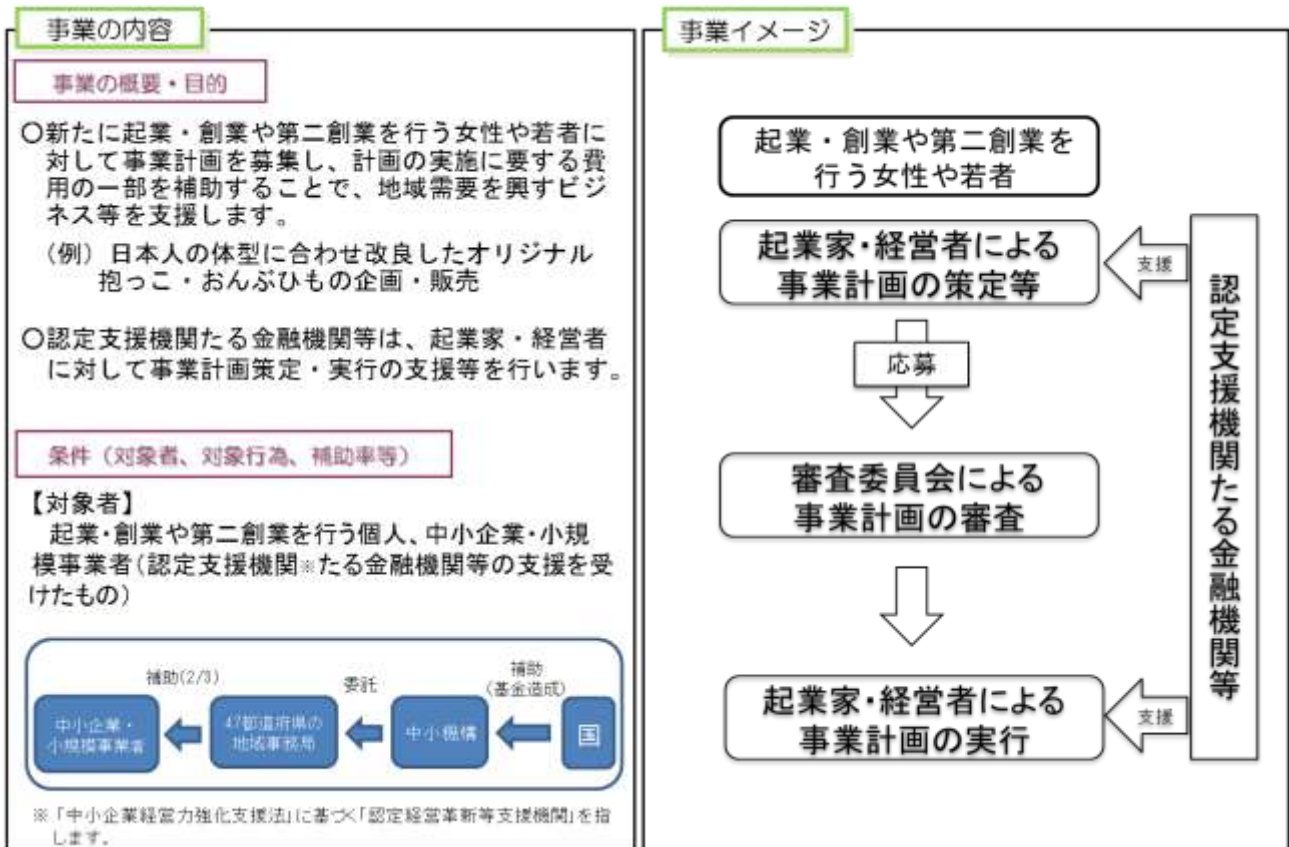 事業の内容
事業の概要・目的
○新たに起業・創業や第二創業を行う女性や若者に
対して事業計画を募集し、計画の実施に要する費
用の一部を補助することで、地域需要を興すビジ
ネス等を支援します。
（例）日本人の体型に合わせ改良したオリジナル
抱っこ・おんぶひもの企画・販売
○認定支援機関たる金融機関等は、起業家・経営者
に対して事業計画策定・実行の支援等を行います。
条件（対象者、対象行為、補助率等）
【対象者】
起業・創業や第二創業を行う個人、中小企業・小規
模事業者（認定支援機関※たる金融機関等の支援を受
けたもの）
補助(2/3)
委託
補助
(基金造成)
中小企業・
小規模事業者
47都道府県の
地域事務局
中小機構
国
※「中小企業経営力強化支援法」に基づく「認定経営革新等支援機関」を指
します。
事業イメージ
起業・創業や第二創業を
行う女性や若者
起業家・経営者による
事業計画の策定等
支援
応募
審査委員会による
事業計画の審査
起業家・経営者による
事業計画の実行
支援
認定支援機関たる金融機関等